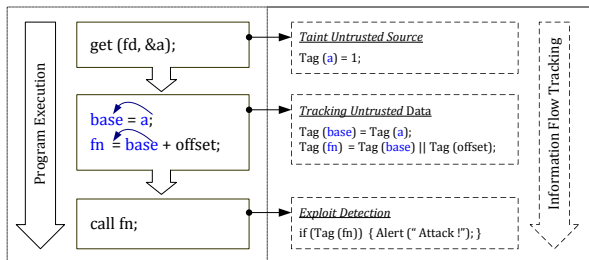 Program Execution
get (fd, &a);
base = a;
fn = base + offset;
call fn;
Taint Untrusted Source
Tag (a) = 1;
Tracking Untrusted Data
Tag (base) = Tag (a);
Tag (fn) = Tag (base) || Tag (offset);
Exploit Detection
if (Tag (fn)) { Alert (“ Attack !”); }
Information Flow Tracking